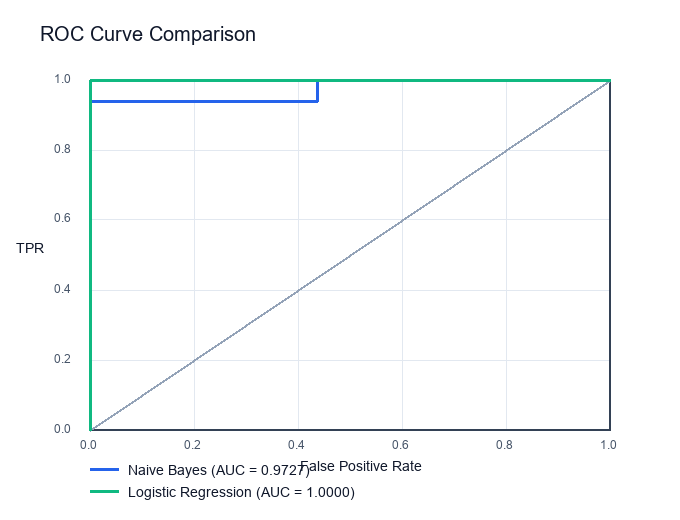 ROC Curve Comparison
1.0
0.8
0.6
TPR
0.4
0.2
0.0
0.0 0.2 0.4 0.6 0.8 1.0
False Positive Rate
Naive Bayes (AUC = 0.9727)
Logistic Regression (AUC = 1.0000)